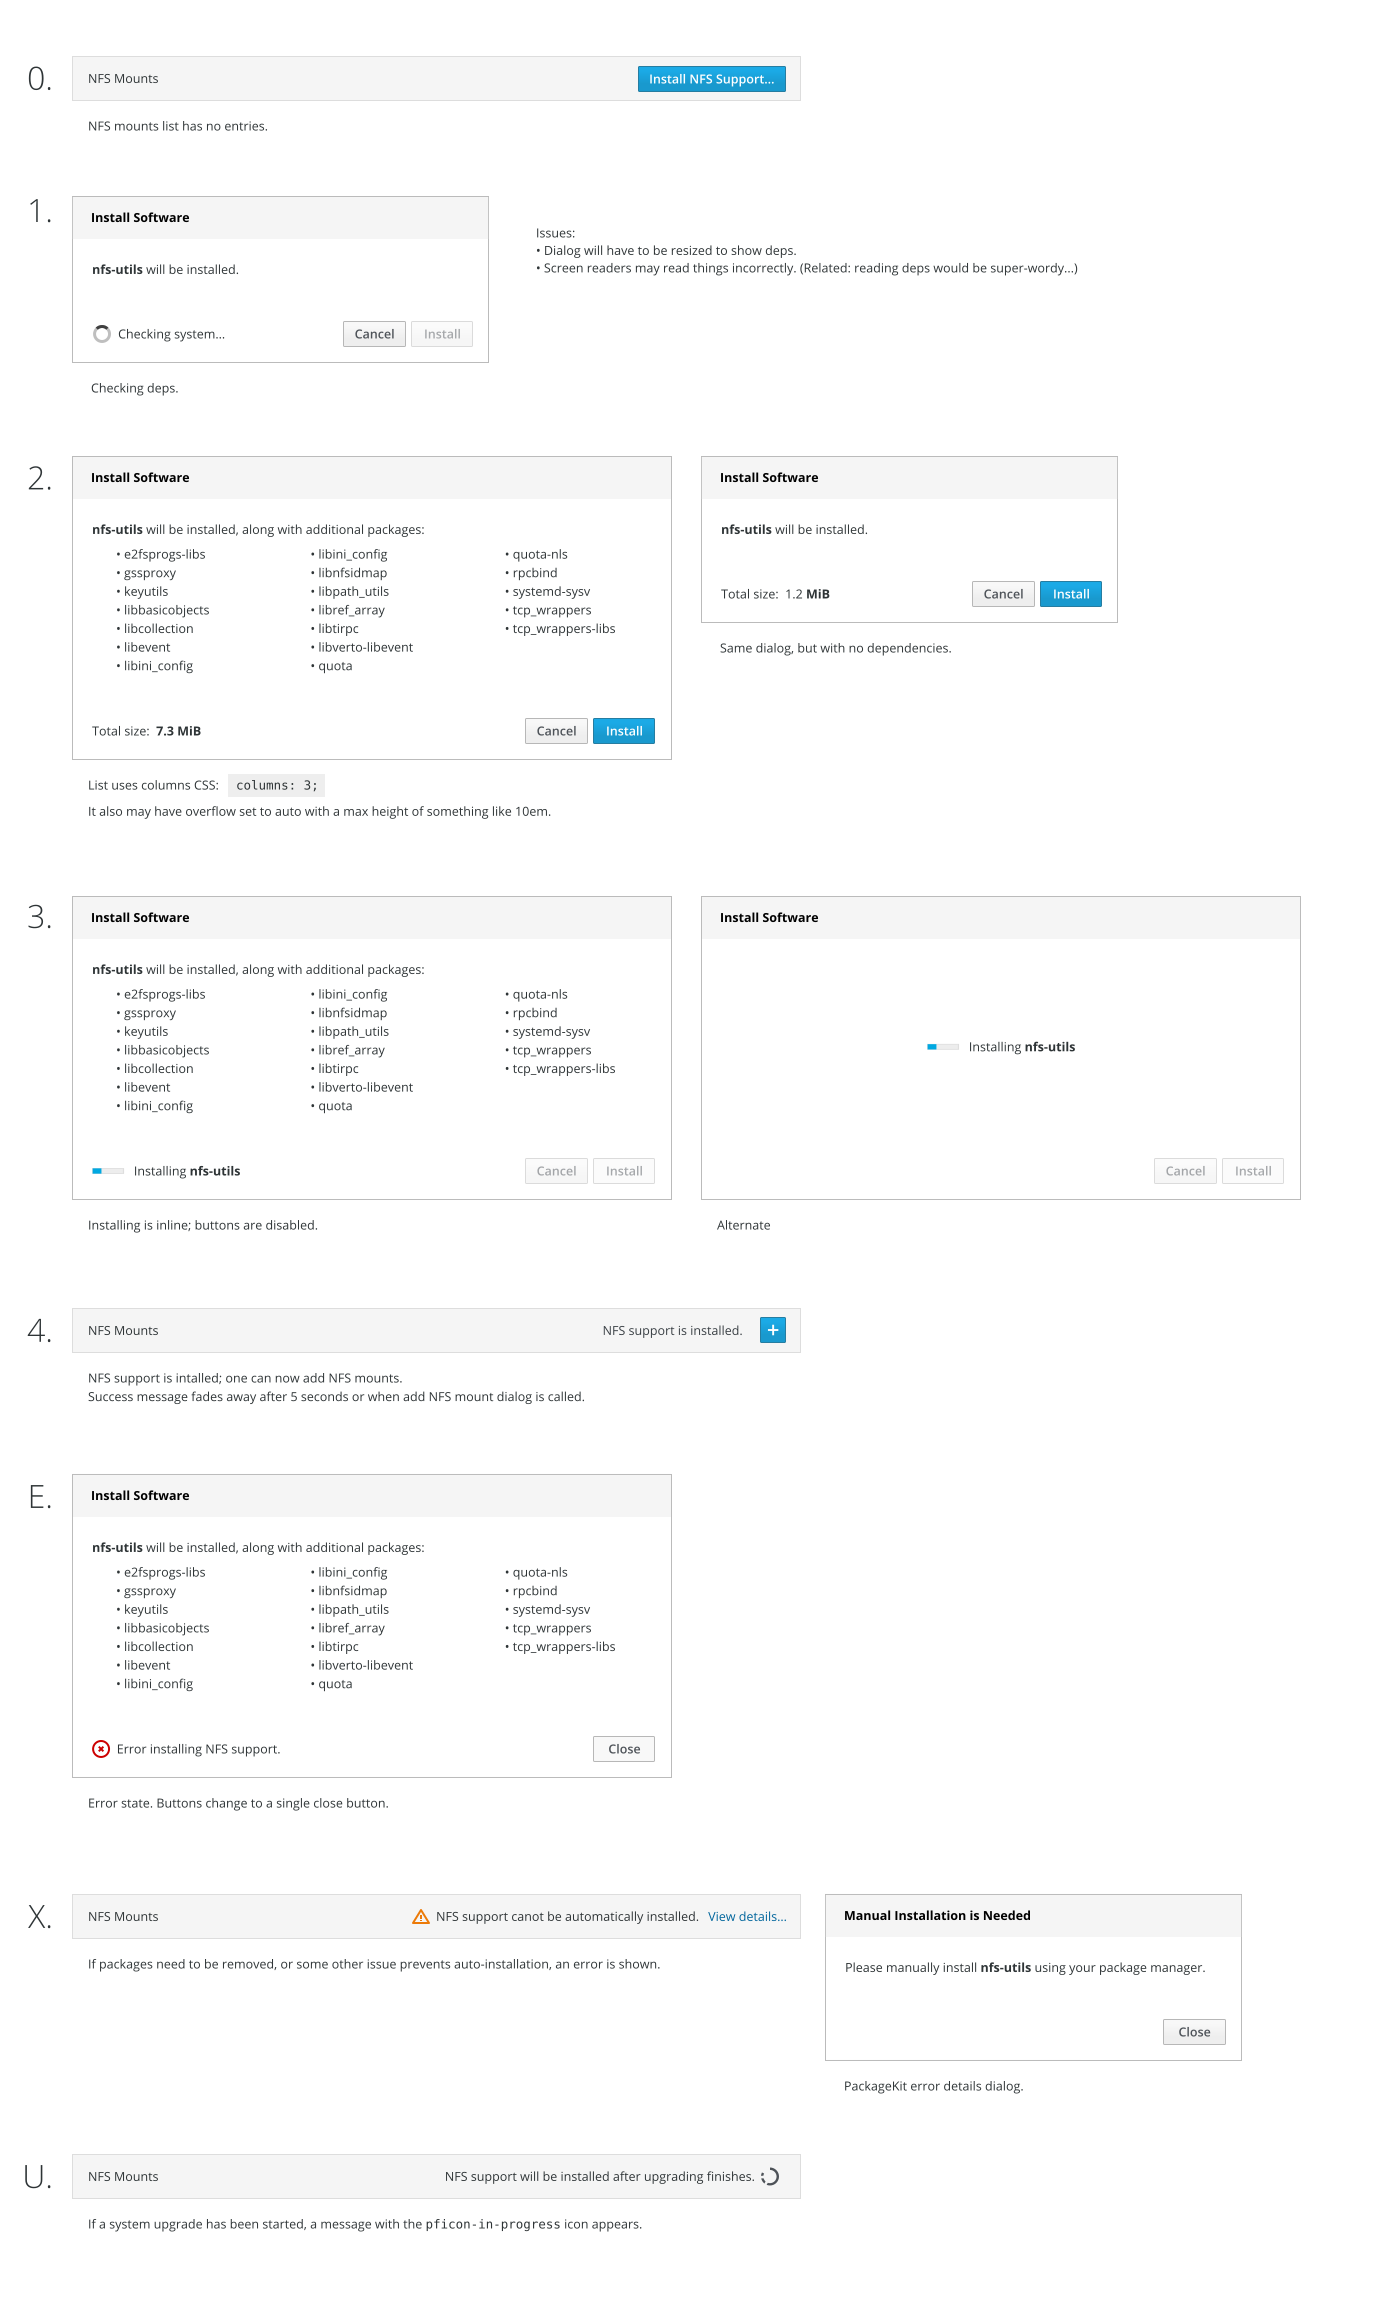 0.
NFS Mounts
Install NFS Support...
NFS mounts list has no entries.
1.
Install Software
nfs-utils will be installed.
Checking system...
Cancel
Install
Checking deps.
Issues:
• Dialog will have to be resized to show deps.
• Screen readers may read things incorrectly. (Related: reading deps would be super-wordy...)
2.
Install Software
nfs-utils will be installed, along with additional packages:
• e2fsprogs-libs
• gssproxy
• keyutils
• libbasicobjects
• libcollection
• libevent
• libini_config
• libini_config
• libnfsidmap
• libpath_utils
• libref_array
• libtirpc
• libverto-libevent
• quota
• quota-nls
• rpcbind
• systemd-sysv
• tcp_wrappers
• tcp_wrappers-libs
Total size: 7.3 MiB
Cancel
Install
List uses columns CSS: columns: 3;
It also may have overflow set to auto with a max height of something like 10em.
Install Software
nfs-utils will be installed.
Total size: 1.2 MiB
Cancel
Install
Same dialog, but with no dependencies.
3.
Install Software
nfs-utils will be installed, along with additional packages:
• e2fsprogs-libs
• gssproxy
• keyutils
• libbasicobjects
• libcollection
• libevent
• libini_config
• libini_config
• libnfsidmap
• libpath_utils
• libref_array
• libtirpc
• libverto-libevent
• quota
• quota-nls
• rpcbind
• systemd-sysv
• tcp_wrappers
• tcp_wrappers-libs
Installing nfs-utils
Cancel
Install
Installing is inline; buttons are disabled.
Install Software
Installing nfs-utils
Cancel
Install
Alternate
4.
NFS Mounts
NFS support is installed.
+
NFS support is intalled; one can now add NFS mounts.
Success message fades away after 5 seconds or when add NFS mount dialog is called.
E.
Install Software
nfs-utils will be installed, along with additional packages:
• e2fsprogs-libs
• gssproxy
• keyutils
• libbasicobjects
• libcollection
• libevent
• libini_config
• libini_config
• libnfsidmap
• libpath_utils
• libref_array
• libtirpc
• libverto-libevent
• quota
• quota-nls
• rpcbind
• systemd-sysv
• tcp_wrappers
• tcp_wrappers-libs
Error installing NFS support.
Close
Error state. Buttons change to a single close button.
X.
NFS Mounts
NFS support canot be automatically installed. View details...
If packages need to be removed, or some other issue prevents auto-installation, an error is shown.
Manual Installation is Needed
Please manually install nfs-utils using your package manager.
Close
PackageKit error details dialog.
U.
NFS Mounts
NFS support will be installed after upgrading finishes.
If a system upgrade has been started, a message with the pficon-in-progress icon appears.